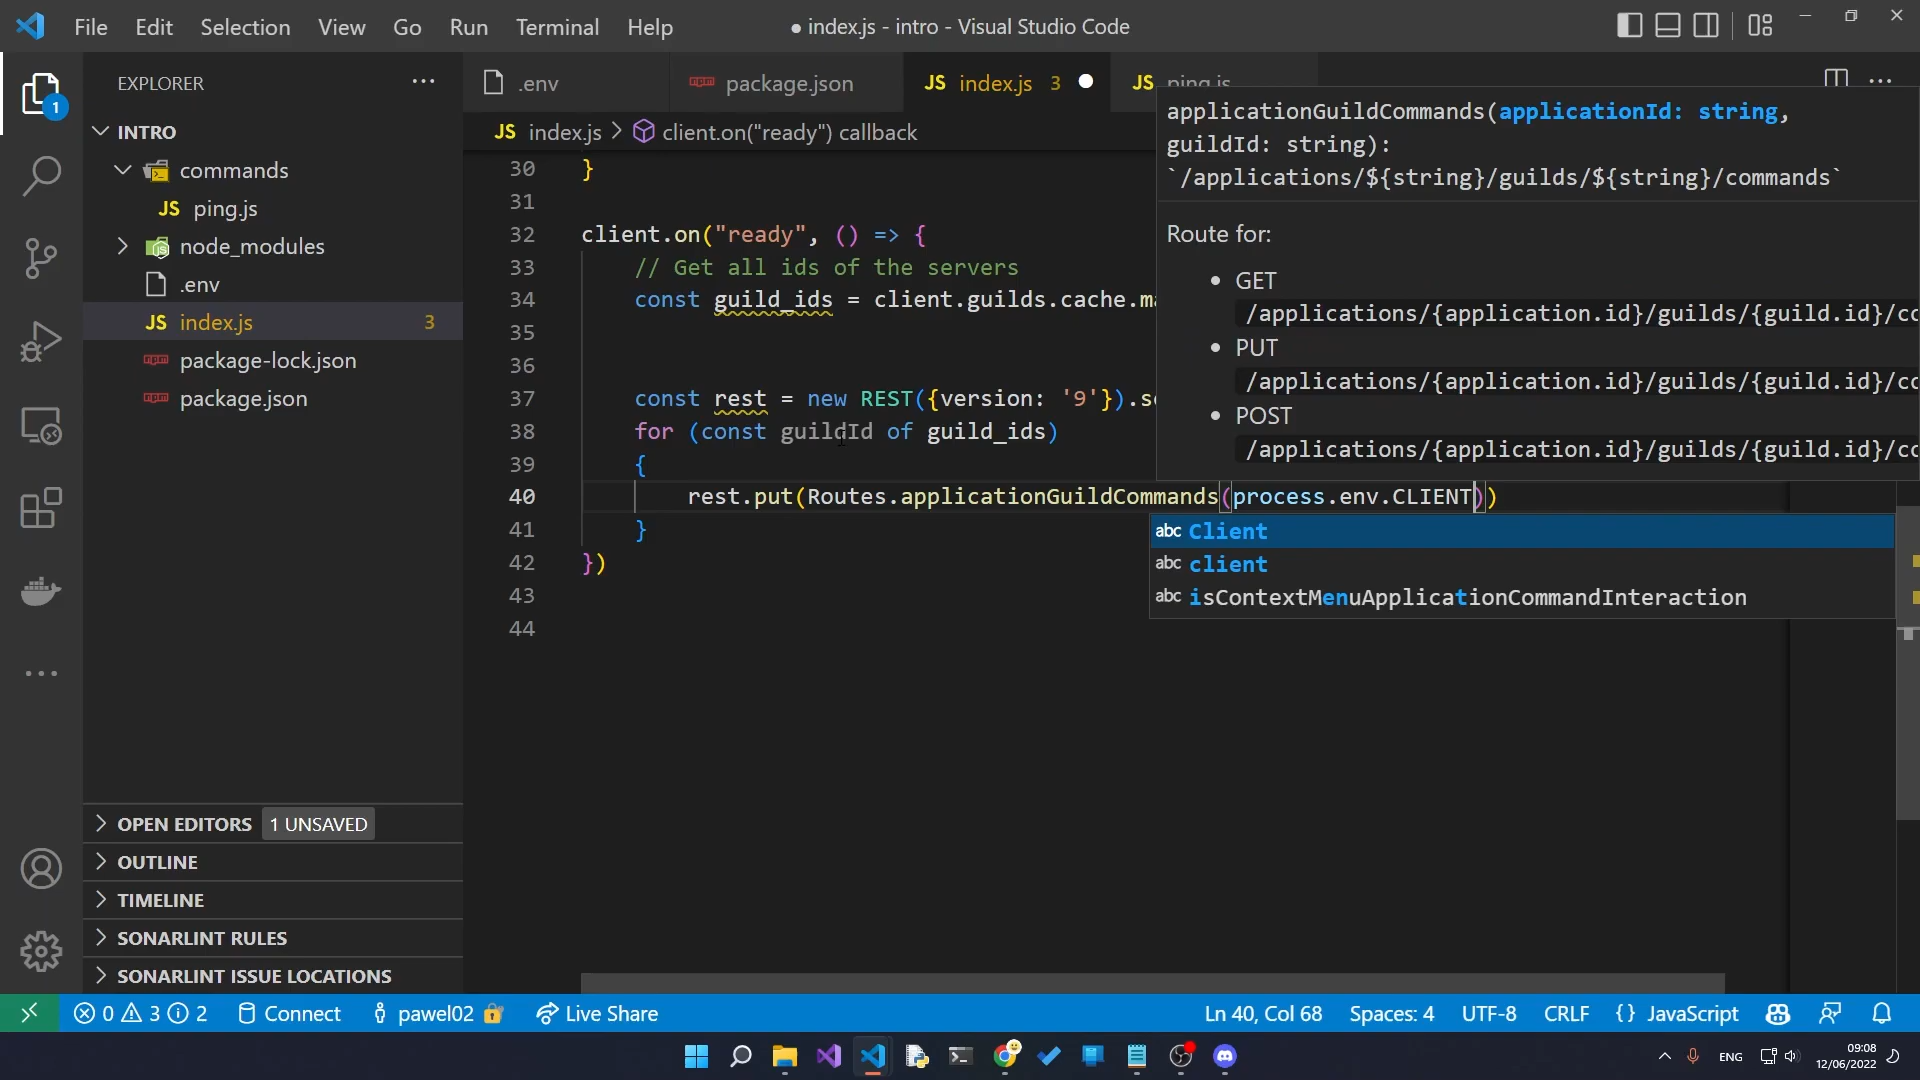 File Edit Selection View Go Run Terminal Help
● index.js - intro - Visual Studio Code
EXPLORER
1
INTRO
commands
JS ping.js
node_modules
.env
JS index.js 3
package-lock.json
package.json
OPEN EDITORS 1 UNSAVED
OUTLINE
TIMELINE
SONARLINT RULES
SONARLINT ISSUE LOCATIONS
.env
package.json
JS index.js 3
JS ping.js
JS index.js > client.on("ready") callback
30 }
31
32 client.on("ready", () => {
33 // Get all ids of the servers
34 const guild_ids = client.guilds.cache.ma
35
36
37 const rest = new REST({version: '9'}).se
38 for (const guildId of guild_ids)
39 {
40 rest.put(Routes.applicationGuildCommands(process.env.CLIENT))
41 }
42 })
43
44
applicationGuildCommands(applicationId: string,
guildId: string):
`/applications/${string}/guilds/${string}/commands`
Route for:
• GET
/applications/{application.id}/guilds/{guild.id}/co
• PUT
/applications/{application.id}/guilds/{guild.id}/co
• POST
/applications/{application.id}/guilds/{guild.id}/co
abc Client
abc client
abc isContextMenuApplicationCommandInteraction
0 3 2 Connect pawel02 Live Share
Ln 40, Col 68 Spaces: 4 UTF-8 CRLF {} JavaScript
ENG
09:08
12/06/2022